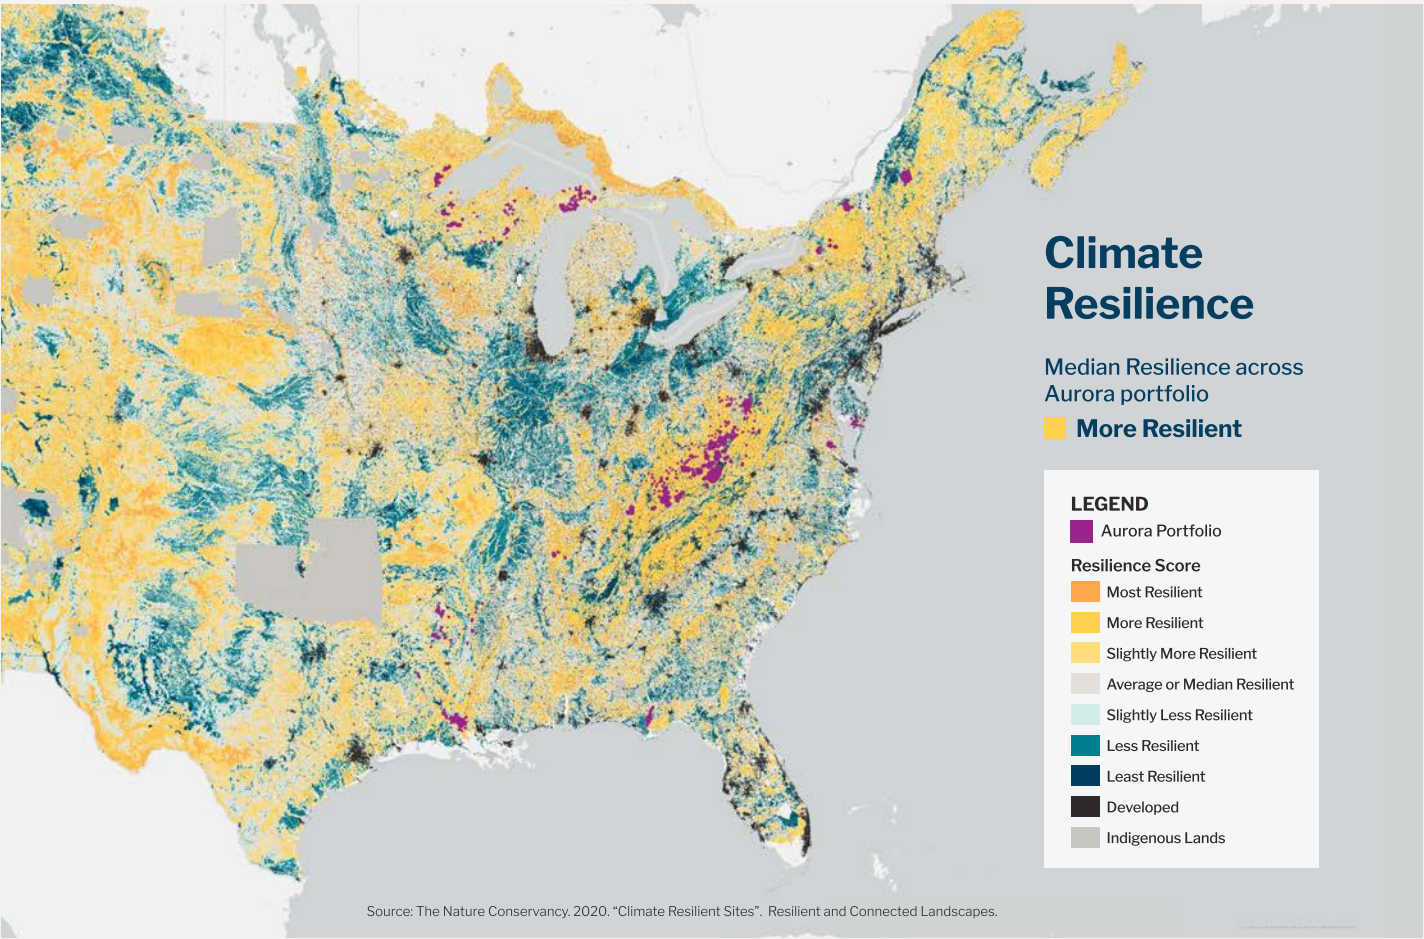 Climate
Resilience
Median Resilience across
Aurora portfolio
More Resilient
LEGEND
Aurora Portfolio
Resilience Score
Most Resilient
More Resilient
Slightly More Resilient
Average or Median Resilient
Slightly Less Resilient
Less Resilient
Least Resilient
Developed
Indigenous Lands
Source: The Nature Conservancy. 2020. “Climate Resilient Sites”. Resilient and Connected Landscapes.